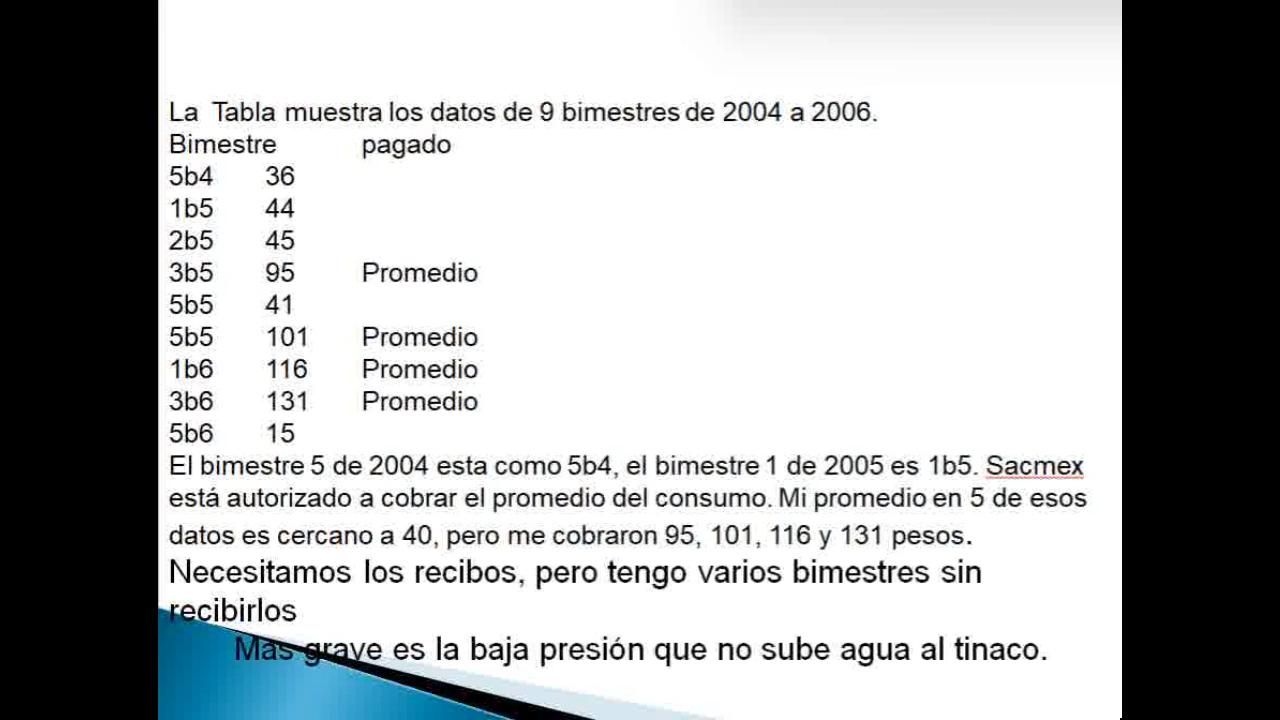 La Tabla muestra los datos de 9 bimestres de 2004 a 2006.
Bimestre pagado
5b4 36
1b5 44
2b5 45
3b5 95 Promedio
5b5 41
5b5 101 Promedio
1b6 116 Promedio
3b6 131 Promedio
5b6 15
El bimestre 5 de 2004 esta como 5b4, el bimestre 1 de 2005 es 1b5. Sacmex
está autorizado a cobrar el promedio del consumo. Mi promedio en 5 de esos
datos es cercano a 40, pero me cobraron 95, 101, 116 y 131 pesos.
Necesitamos los recibos, pero tengo varios bimestres sin
recibirlos
Mas grave es la baja presión que no sube agua al tinaco.